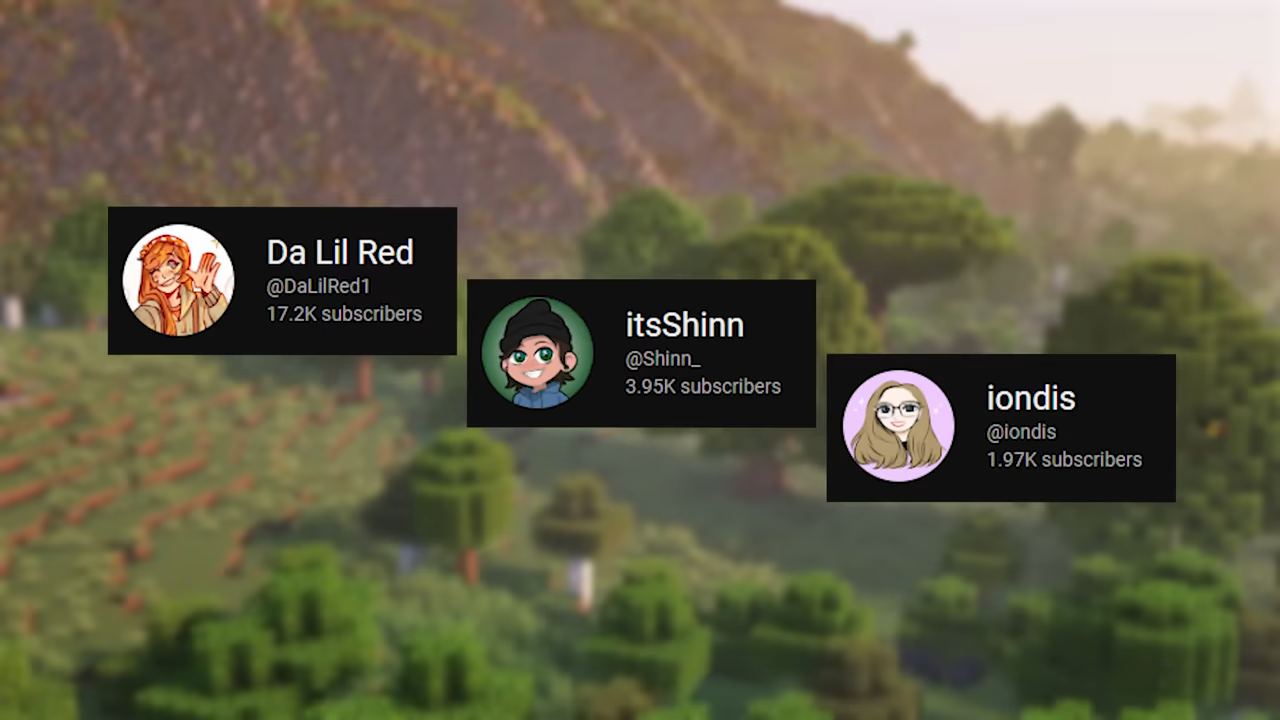 Da Lil Red
@DaLilRed1
17.2K subscribers
itsShinn
@Shinn_
3.95K subscribers
iondis
@iondis
1.97K subscribers